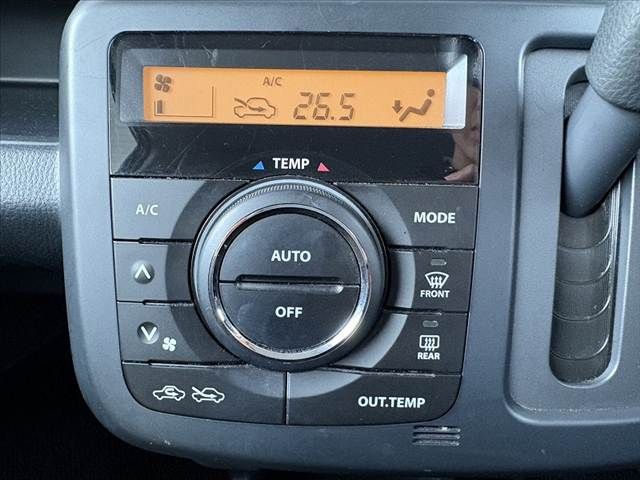 A/C
26.5
TEMP
A/C
MODE
AUTO
OFF
FRONT
REAR
OUT.TEMP